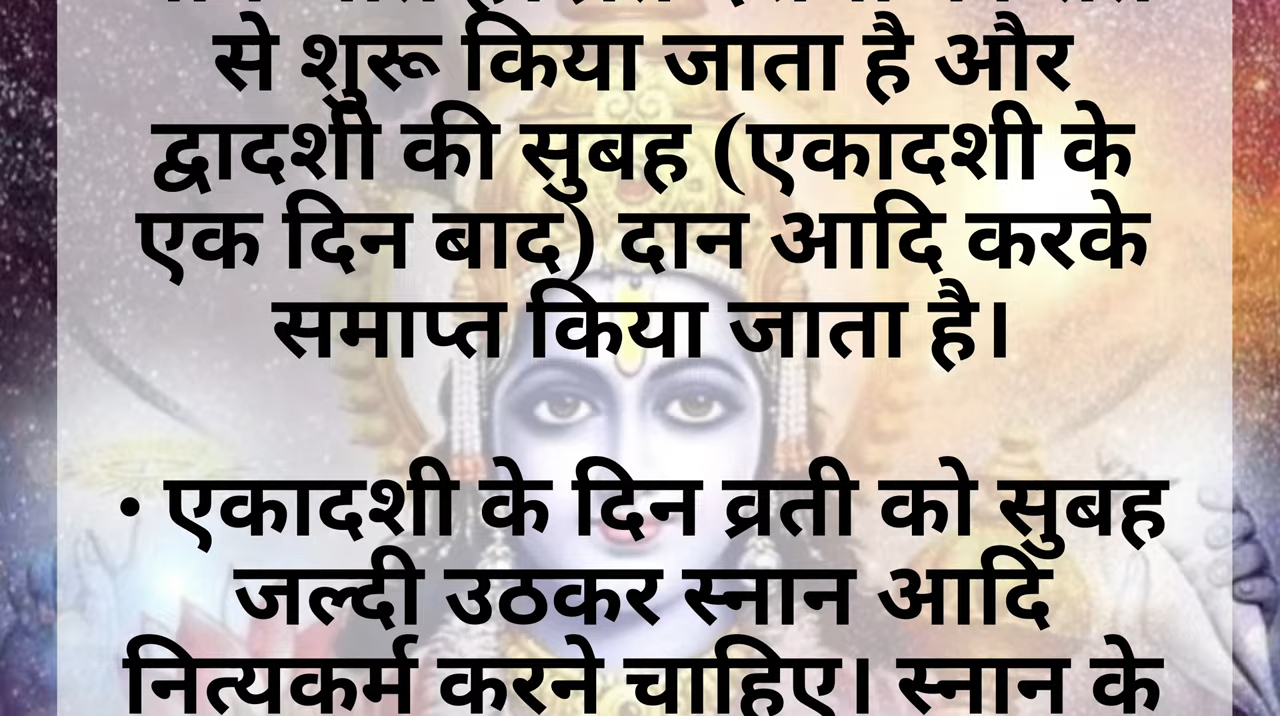 से शुरू किया जाता है और
द्वादशी की सुबह (एकादशी के
एक दिन बाद) दान आदि करके
समाप्त किया जाता है।
• एकादशी के दिन व्रती को सुबह
जल्दी उठकर स्नान आदि
नित्यकर्म करने चाहिए। स्नान के